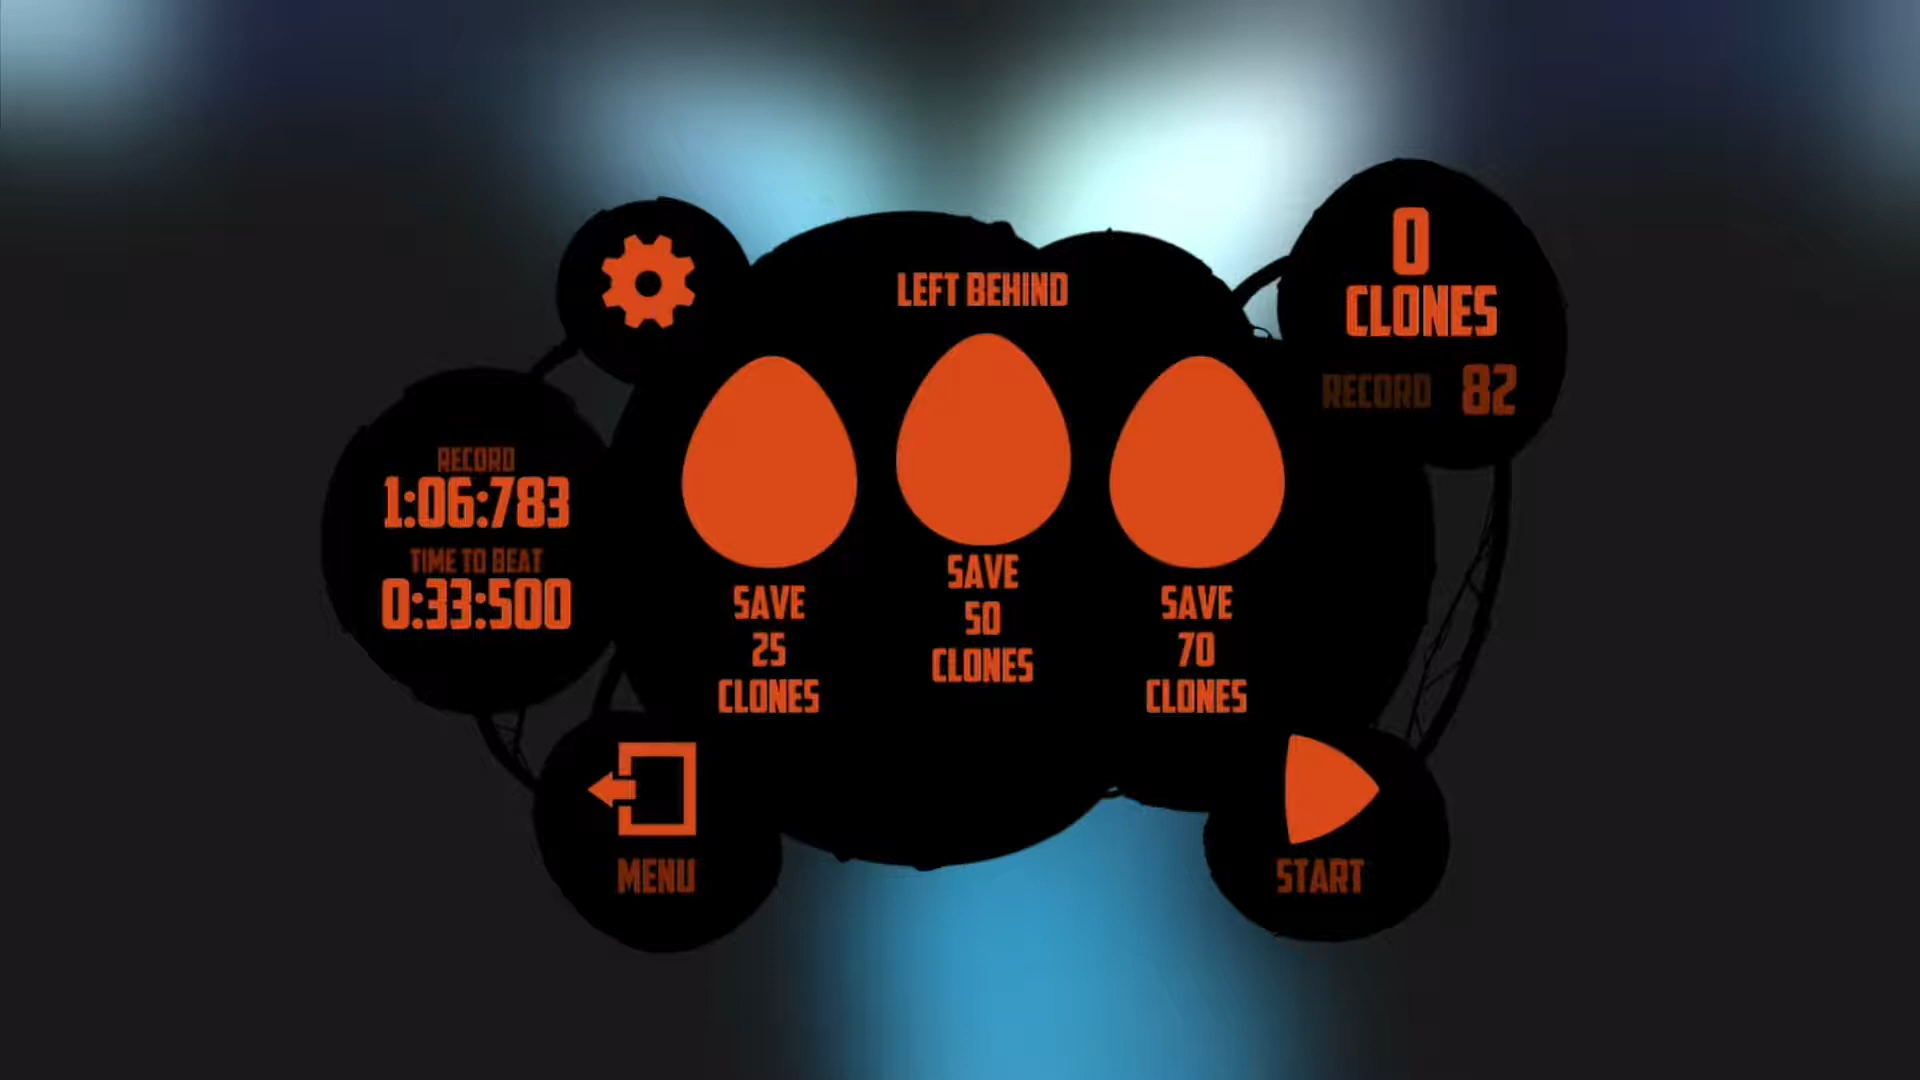 LEFT BEHIND
0
CLONES
RECORD 82
RECORD
1:06:783
TIME TO BEAT
0:33:500
SAVE
25
CLONES
SAVE
50
CLONES
SAVE
70
CLONES
MENU
START